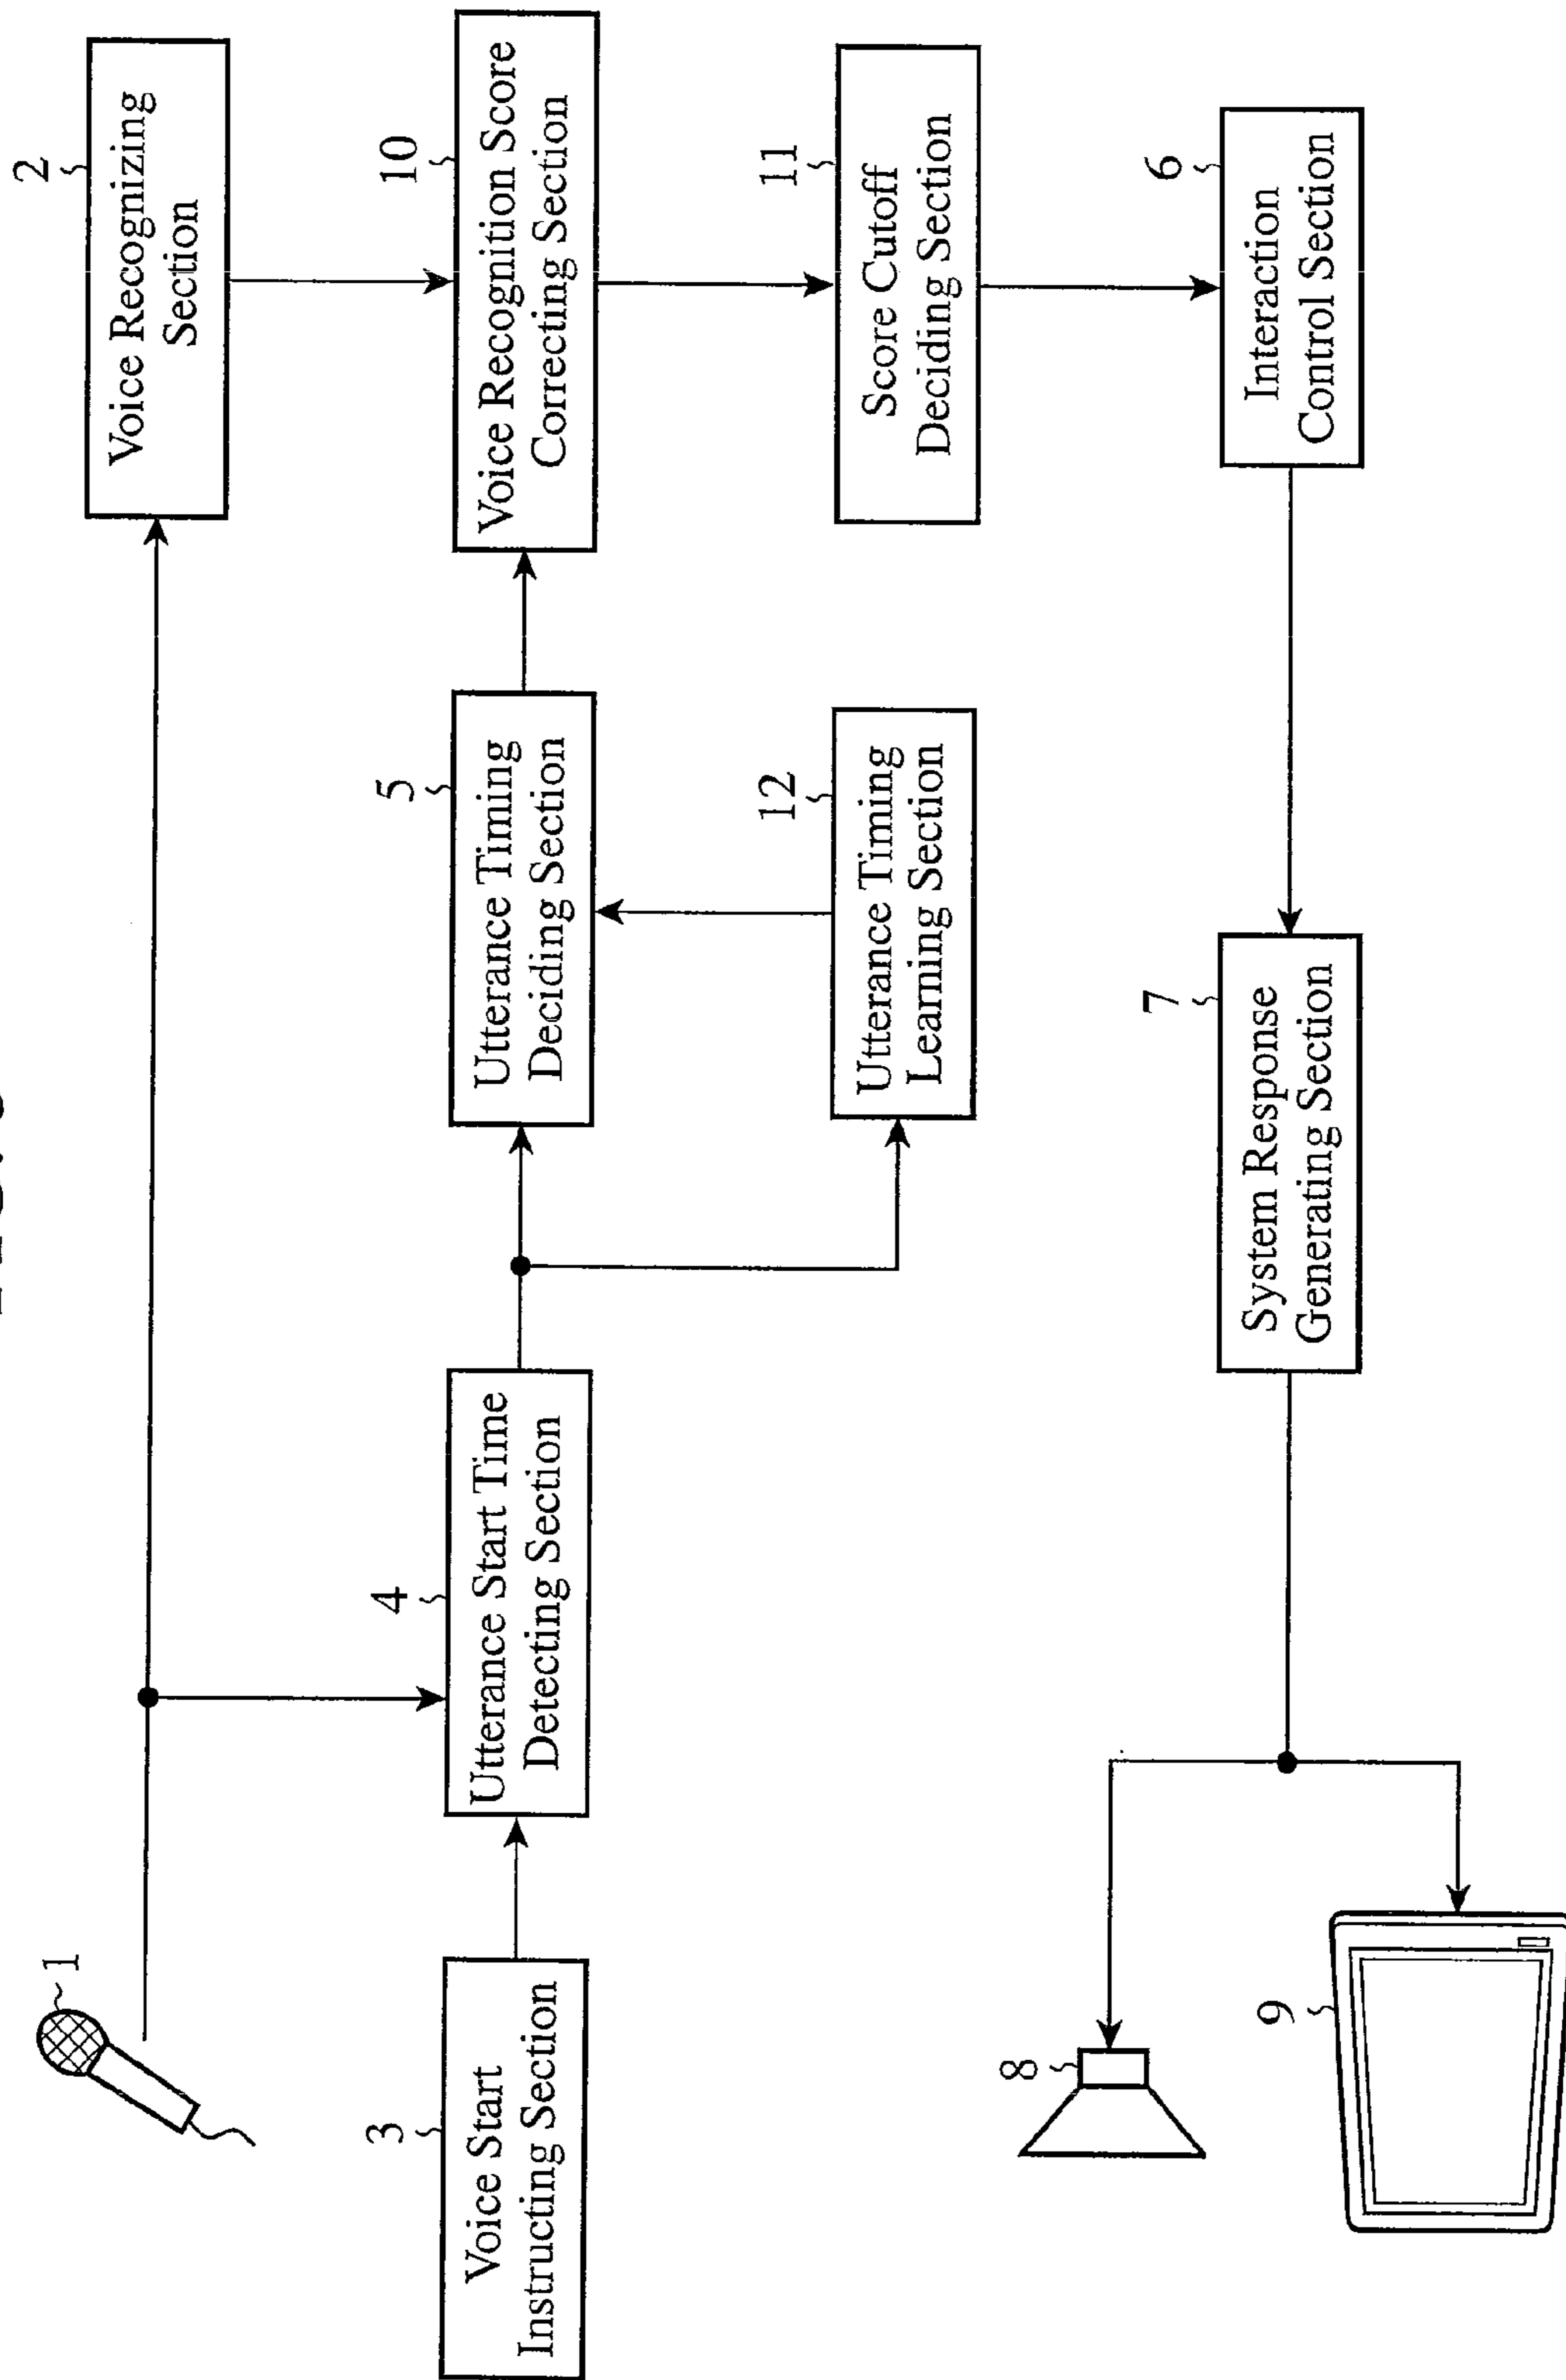 1
2
Voice Recognizing
Section
3
Voice Start
Instructing Section
4
Utterance Start Time
Detecting Section
5
Utterance Timing
Deciding Section
10
Voice Recognition Score
Correcting Section
12
Utterance Timing
Learning Section
11
Score Cutoff
Deciding Section
8
9
7
System Response
Generating Section
6
Interaction
Control Section